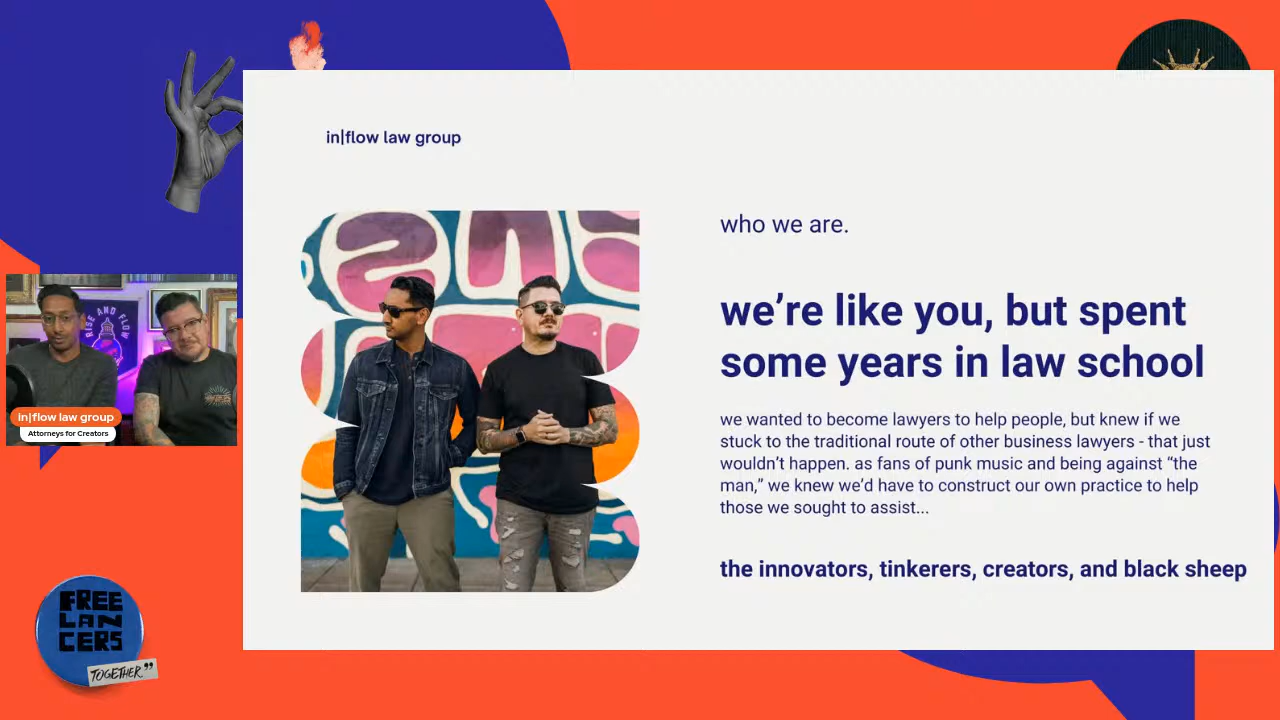 in|flow law group
who we are.
we're like you, but spent
some years in law school
we wanted to become lawyers to help people, but knew if we
stuck to the traditional route of other business lawyers - that just
wouldn't happen. as fans of punk music and being against “the
man,” we knew we'd have to construct our own practice to help
those we sought to assist...
the innovators, tinkerers, creators, and black sheep
RISE AND FLOW
in|flow law group
Attorneys for Creators
FREE
LAN
CERS
TOGETHER”